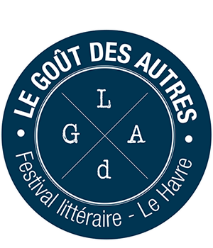 • LE GOÛT DES AUTRES •
L
G A
d
Festival littéraire - Le Havre